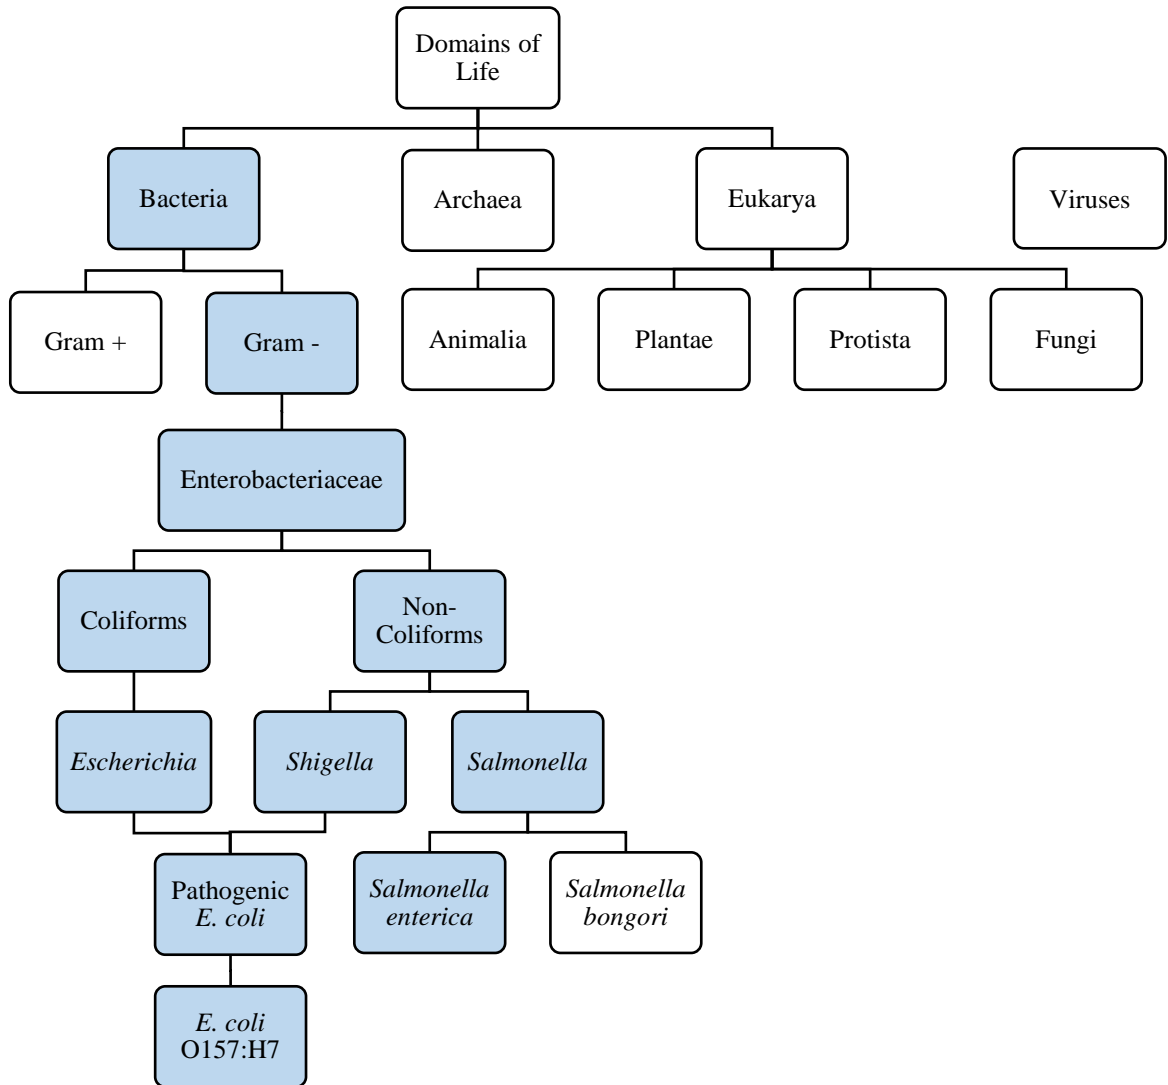 Domains of
Life
Bacteria
Archaea
Eukarya
Viruses
Gram +
Gram -
Animalia
Plantae
Protista
Fungi
Enterobacteriaceae
Coliforms
Non-
Coliforms
Escherichia
Shigella
Salmonella
Pathogenic
E. coli
Salmonella
enterica
Salmonella
bongori
E. coli
O157:H7